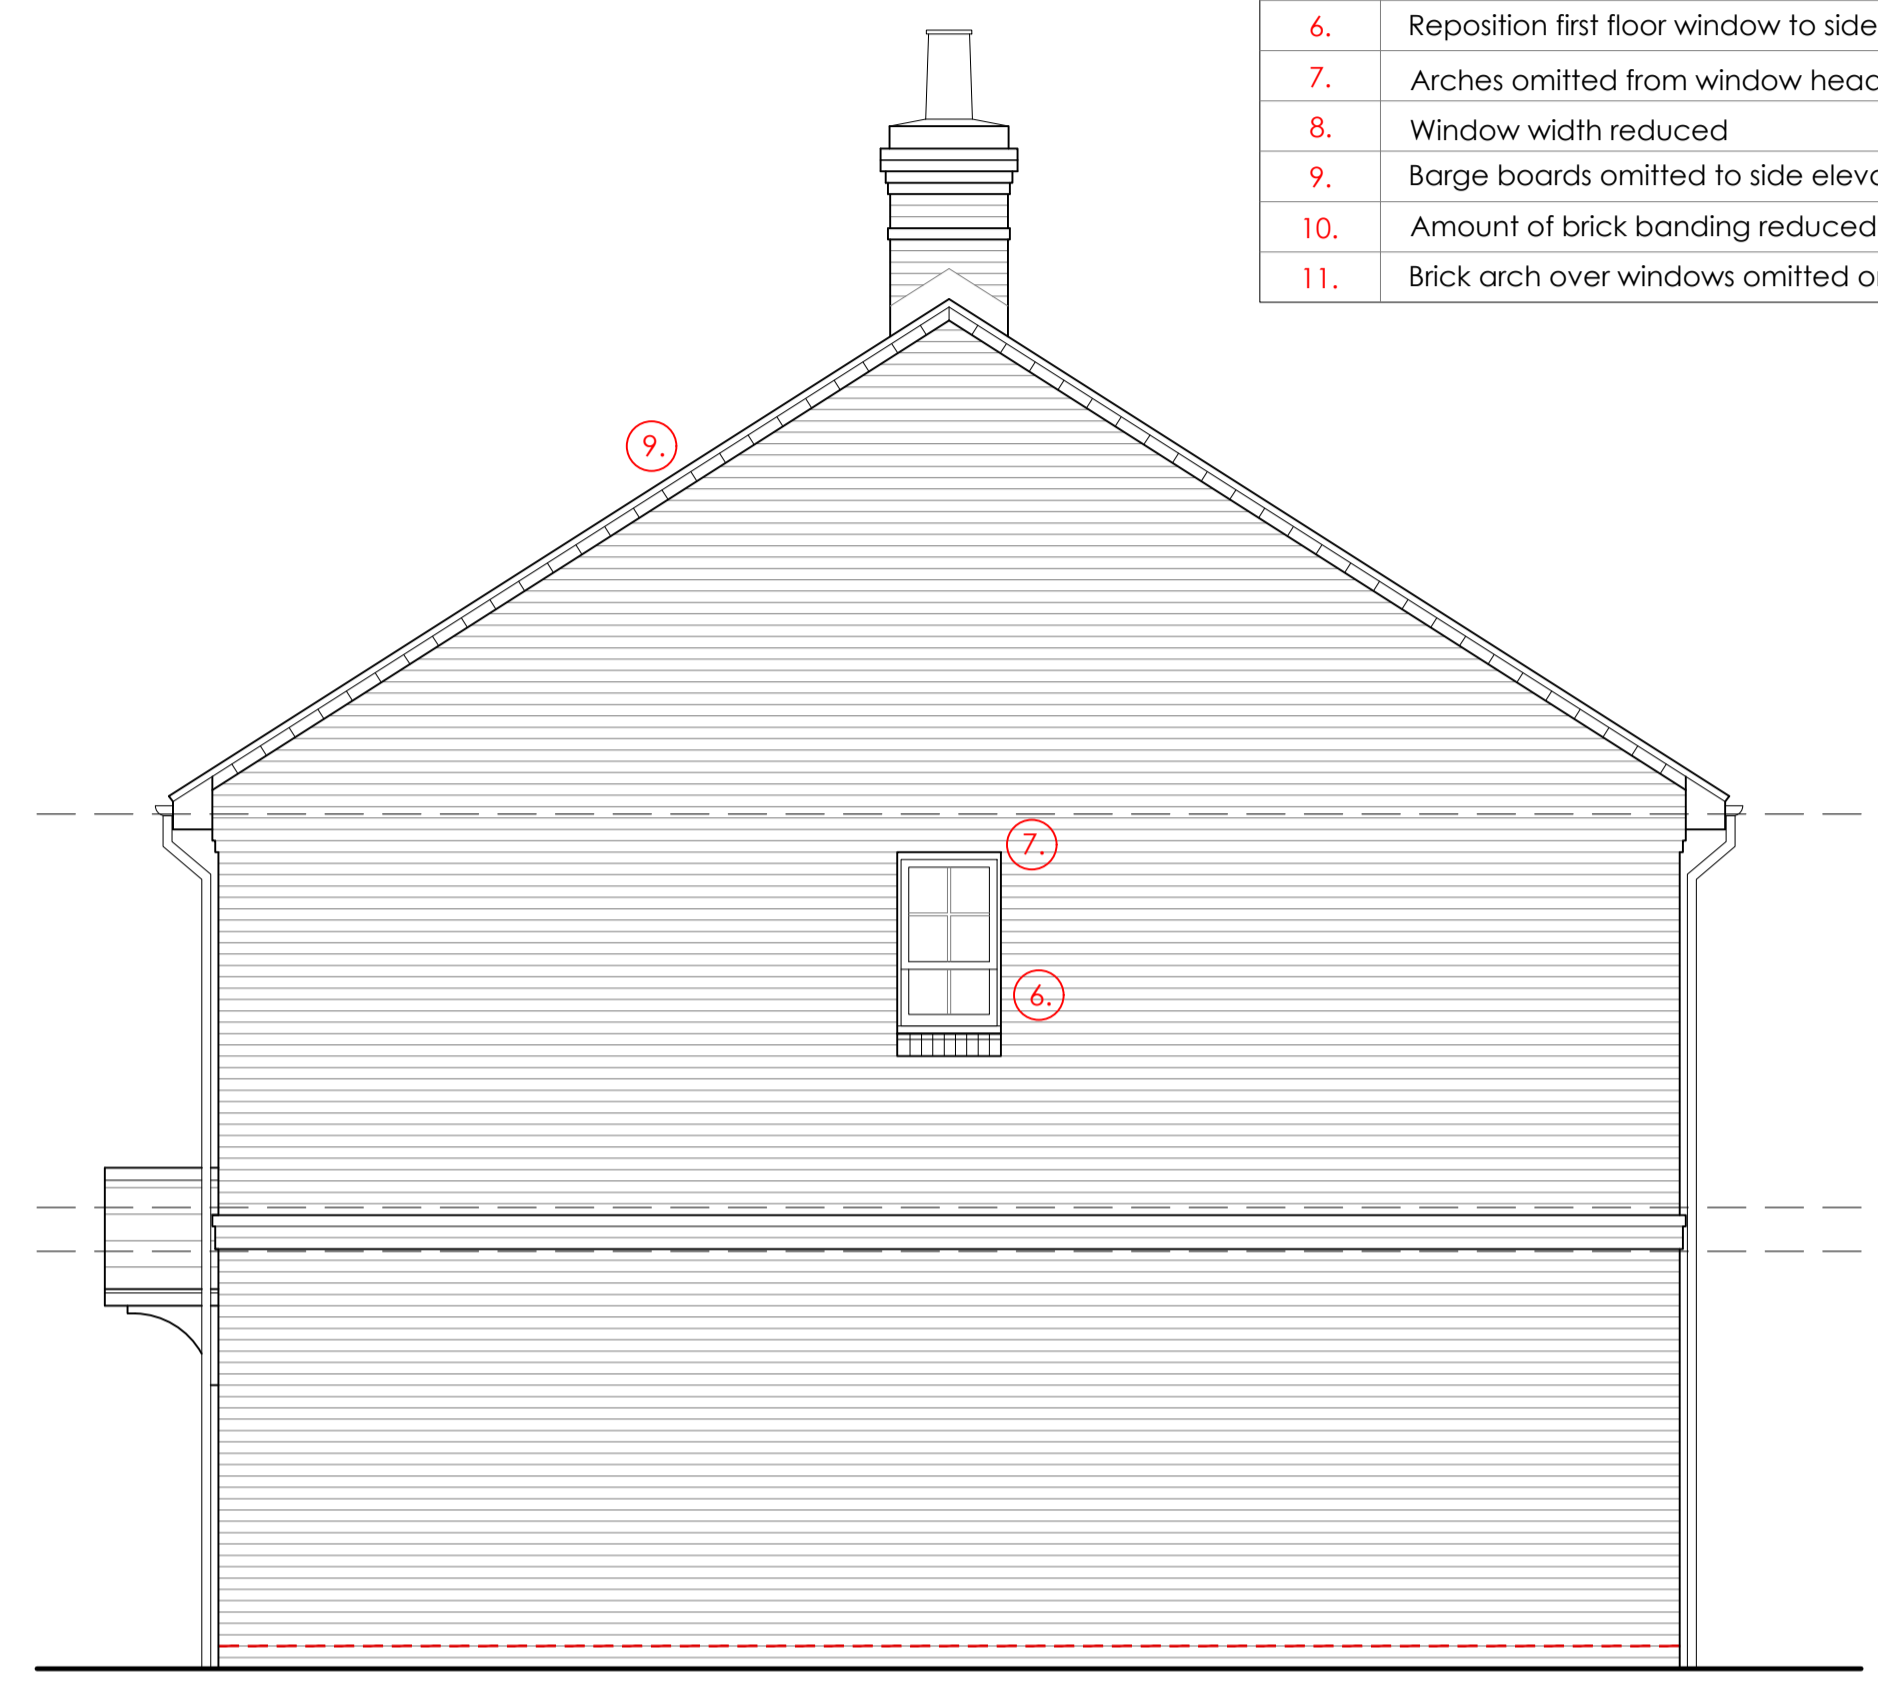 6. Reposition first floor window to side
7. Arches omitted from window head
8. Window width reduced
9. Barge boards omitted to side
10. Amount of brick banding reduced
11. Brick arch over windows omitted
9.
7.
6.